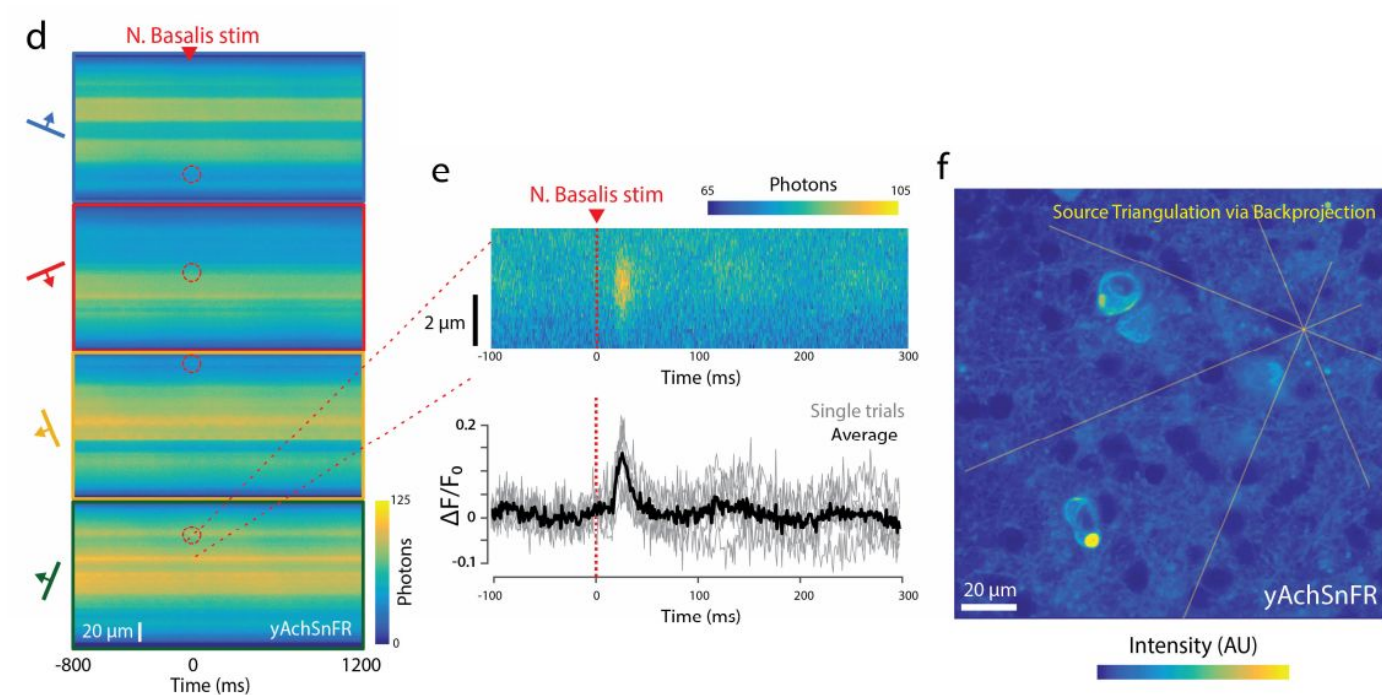 d
N. Basalis stim
125
Photons
0
20 µm
yAchSnFR
-800
0
1200
Time (ms)
e
N. Basalis stim
65
Photons
105
2 µm
-100
0
100
200
300
Time (ms)
Single trials
Average
0.2
0
-0.1
ΔF/F0
-100
0
100
200
300
Time (ms)
f
Source Triangulation via Backprojection
20 µm
yAchSnFR
Intensity (AU)